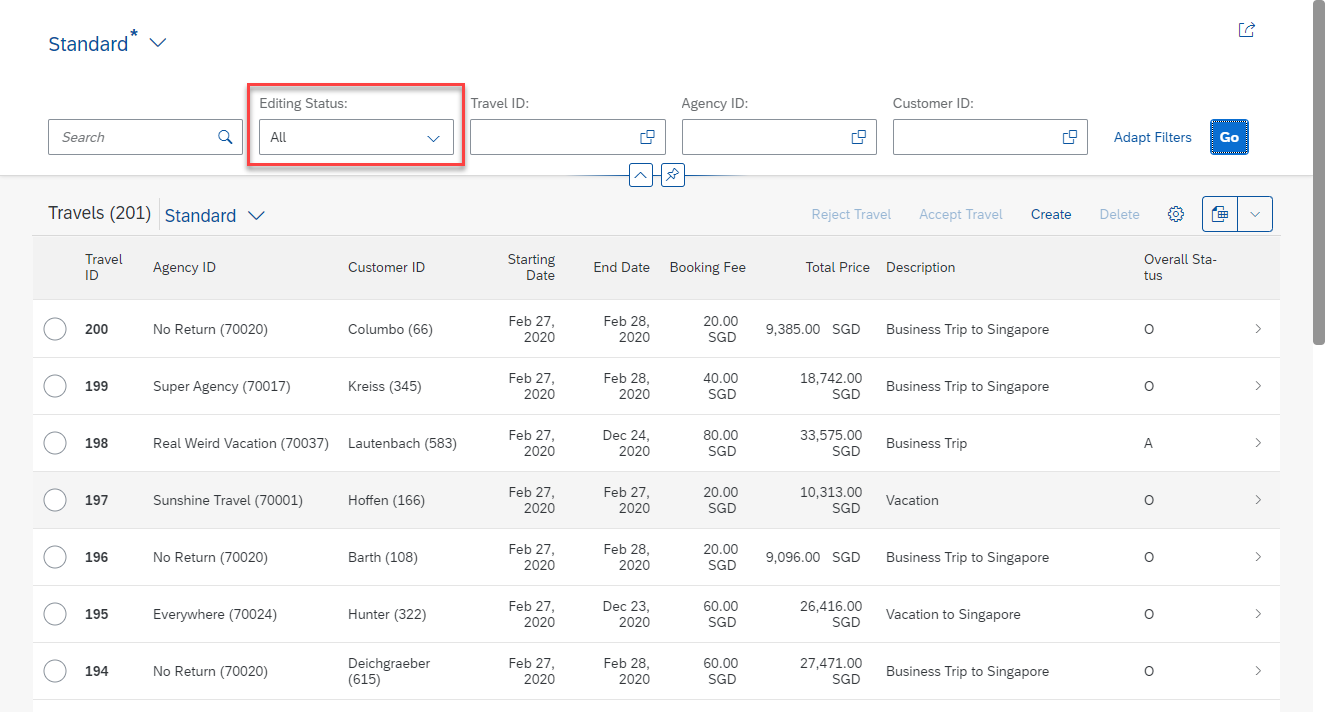 Standard*
Editing Status:
Travel ID:
Agency ID:
Customer ID:
Search
All
Adapt Filters
Go
Travels (201)
Standard
Reject Travel
Accept Travel
Create
Delete
Travel
ID
Agency ID
Customer ID
Starting
Date
End Date
Booking Fee
Total Price
Description
Overall Sta-
tus
200
No Return (70020)
Columbo (66)
Feb 27,
2020
Feb 28,
2020
20.00
SGD
9,385.00 SGD
Business Trip to Singapore
O
199
Super Agency (70017)
Kreiss (345)
Feb 27,
2020
Feb 28,
2020
40.00
SGD
18,742.00
SGD
Business Trip to Singapore
O
198
Real Weird Vacation (70037)
Lautenbach (583)
Feb 27,
2020
Dec 24,
2020
80.00
SGD
33,575.00
SGD
Business Trip
A
197
Sunshine Travel (70001)
Hoffen (166)
Feb 27,
2020
Feb 27,
2020
20.00
SGD
10,313.00
SGD
Vacation
O
196
No Return (70020)
Barth (108)
Feb 27,
2020
Feb 28,
2020
20.00
SGD
9,096.00 SGD
Business Trip to Singapore
O
195
Everywhere (70024)
Hunter (322)
Feb 27,
2020
Dec 23,
2020
60.00
SGD
26,416.00
SGD
Vacation to Singapore
O
194
No Return (70020)
Deichgraeber
(615)
Feb 27,
2020
Feb 28,
2020
60.00
SGD
27,471.00
SGD
Business Trip to Singapore
O